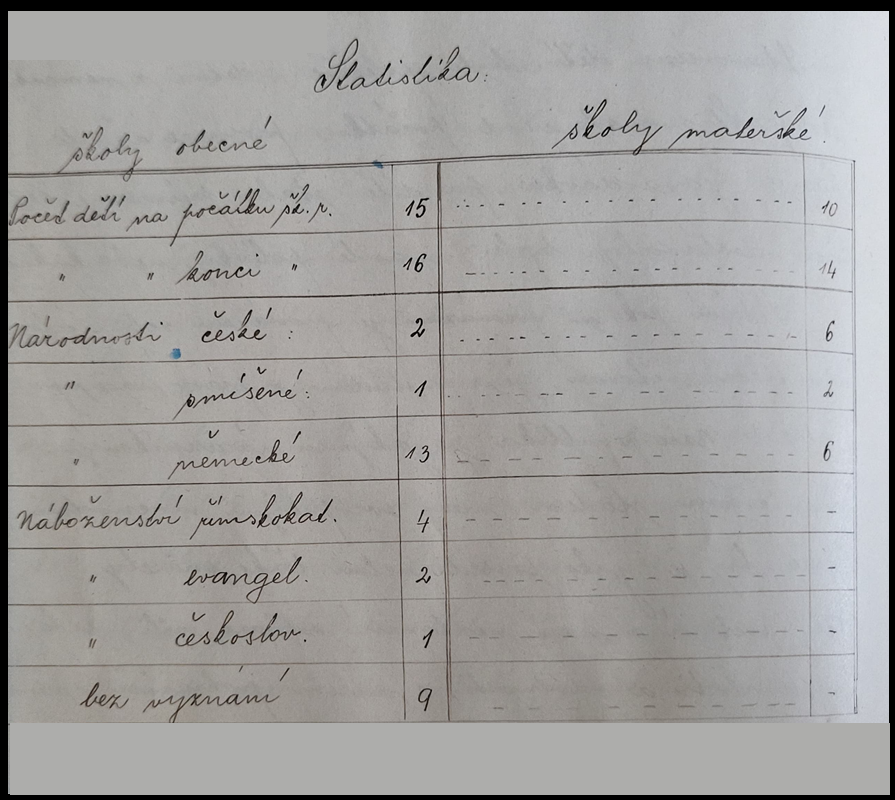 Statistika:
školy obecné školy mateřské.
Počet dětí na počátku šk. r. 15 10
" " konci " 16 14
Národnosti české : 2 6
" smíšené : 1 2
" německé 13 6
Náboženství římskokat. 4 -
" evangel. 2 -
" českoslov. 1 -
bez vyznání 9 -